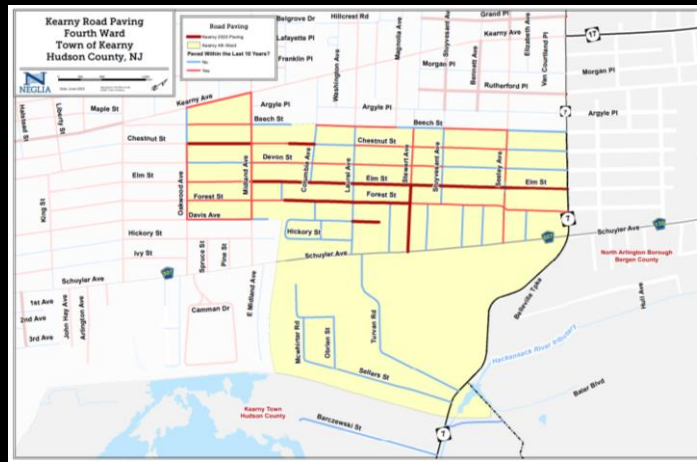 Kearny Road Paving
Fourth Ward
Town of Kearny
Hudson County, NJ
NEGLIA
Road Paving
Kearny 2023 Paving
Kearny 4th Ward
Paved Within the Last 10 Years?
No
Yes
Belgrove Dr
Hillcrest Rd
Lafayette Pl
Franklin Pl
Washington Ave
Magnolia Ave
Stuyvesant Ave
Morgan Pl
Bennett Ave
Grand Pl
Kearny Ave
Elizabeth Ave
Van Courtland Pl
Rutherford Pl
17
Morgan Pl
7
Argyle Pl
Halstead St
Liberty St
Maple St
Kearny Ave
Argyle Pl
Argyle Pl
Beech St
Beech St
Chestnut St
Chestnut St
Devon St
Elm St
Elm St
Elm St
Oakwood Ave
Midland Ave
Columbia Ave
Laurel Ave
Stewart Ave
Stuyvesant Ave
Seeley Ave
King St
Forest St
Forest St
Davis Ave
Hickory St
Hickory St
Ivy St
Spruce St
Pine St
Schuyler Ave
Schuyler Ave
Schuyler Ave
7
North Arlington Borough
Bergen County
1st Ave
2nd Ave
3rd Ave
John Hay Ave
Arlington Ave
Camman Dr
E Midland Ave
Mcwhirter Rd
Obrien St
Turvan Rd
Sellers St
Belleville Tpke
Hackensack River tributary
Hull Ave
Baler Blvd
Kearny Town
Hudson County
Barczewski St
7